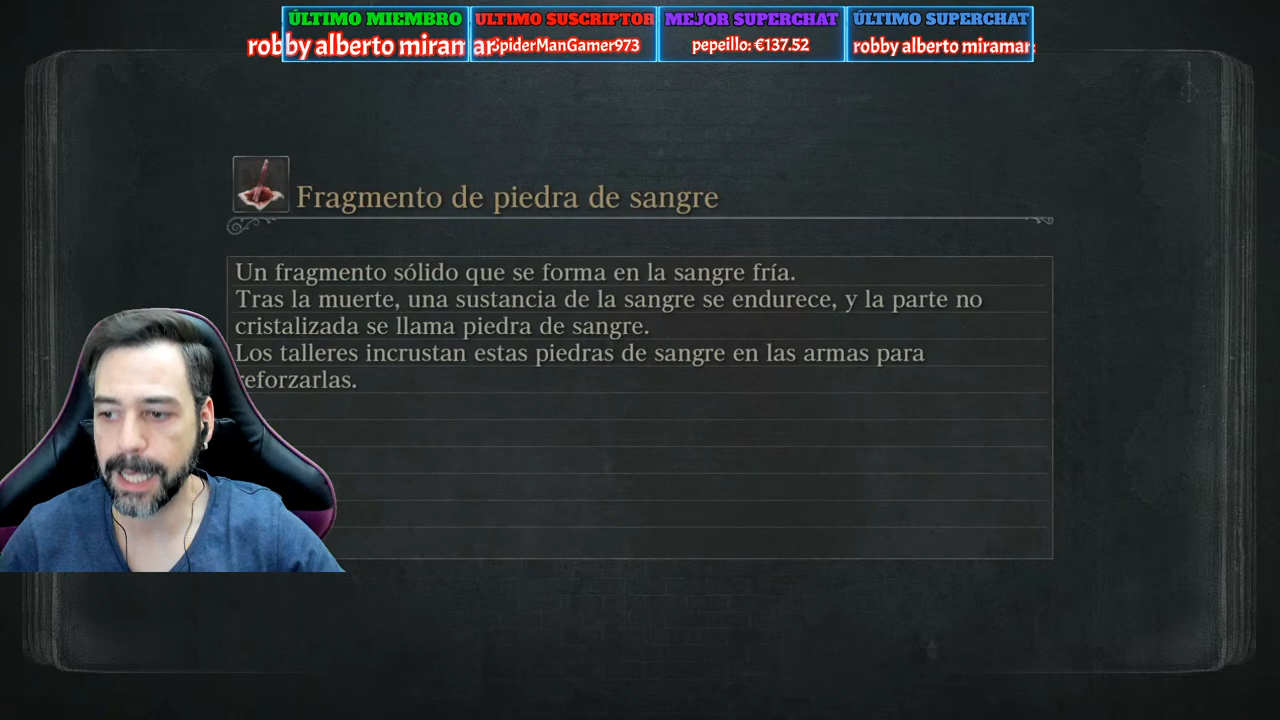 ÚLTIMO MIEMBRO
robby alberto miramar
ULTIMO SUSCRIPTOR
SpiderManGamer973
MEJOR SUPERCHAT
pepeillo: €137.52
ÚLTIMO SUPERCHAT
robby alberto miramar:
Fragmento de piedra de sangre
Un fragmento sólido que se forma en la sangre fría.
Tras la muerte, una sustancia de la sangre se endurece, y la parte no
cristalizada se llama piedra de sangre.
Los talleres incrustan estas piedras de sangre en las armas para
reforzarlas.